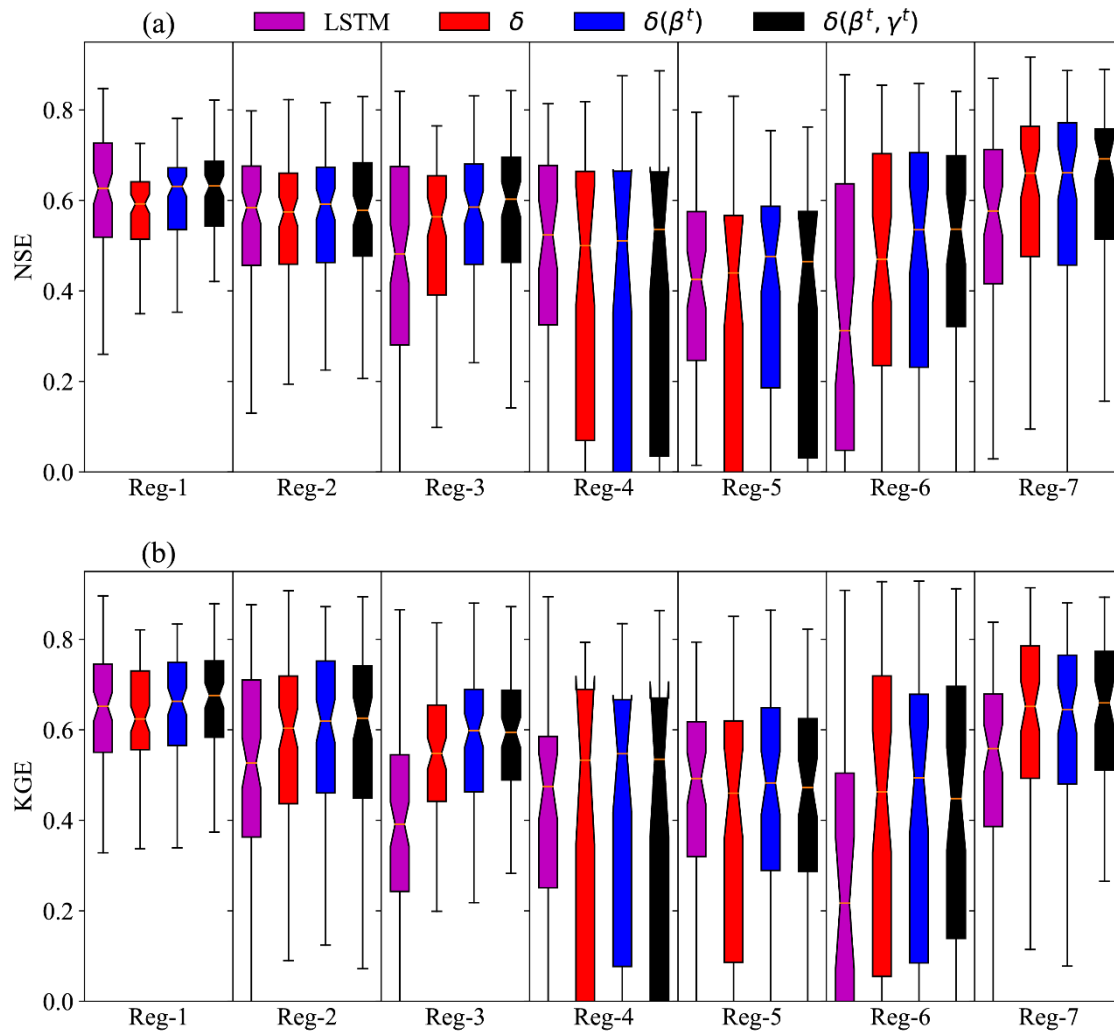 (a) LSTM δ δ(β^t) δ(β^t, γ^t)
0.8
0.6
NSE
0.4
0.2
0.0
Reg-1 Reg-2 Reg-3 Reg-4 Reg-5 Reg-6 Reg-7
(b)
0.8
0.6
KGE
0.4
0.2
0.0
Reg-1 Reg-2 Reg-3 Reg-4 Reg-5 Reg-6 Reg-7